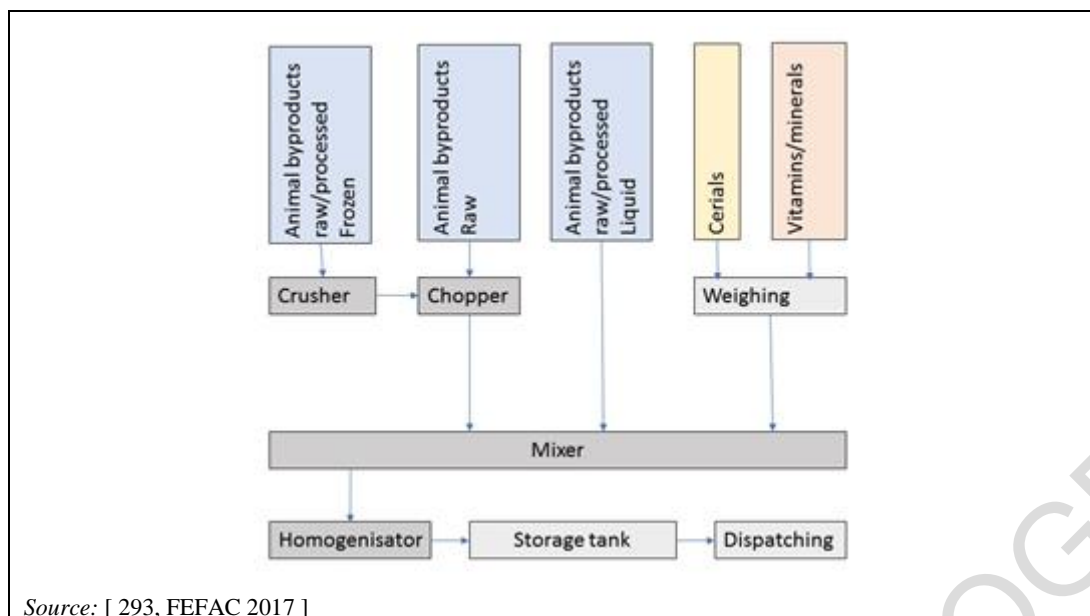 Animal byproducts
raw/processed
Frozen
Animal byproducts
Raw
Animal byproducts
raw/processed
Liquid
Cerials
Vitamins/minerals
Crusher
Chopper
Weighing
Mixer
Homogenisator
Storage tank
Dispatching
Source: [ 293, FEFAC 2017 ]